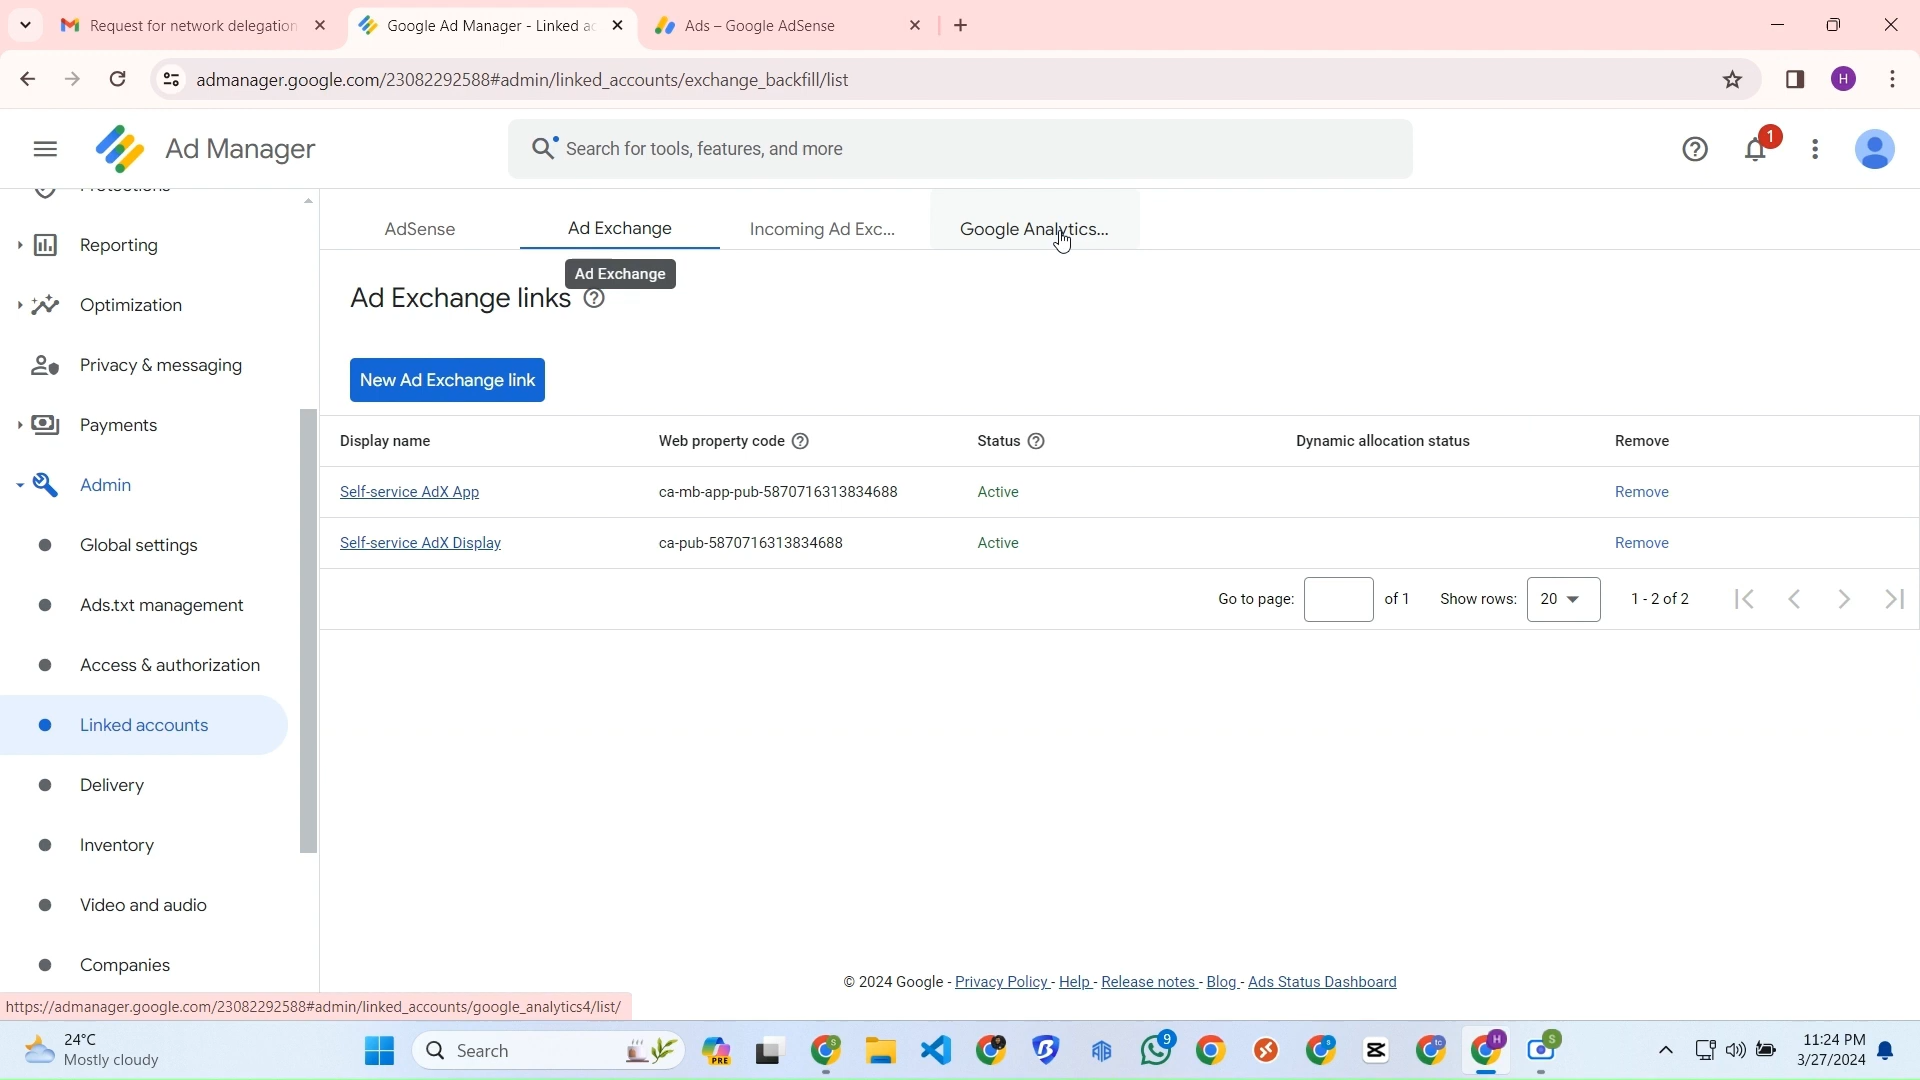 Request for network delegation
Google Ad Manager - Linked ac
Ads – Google AdSense
admanager.google.com/23082292588#admin/linked_accounts/exchange_backfill/list
H
Ad Manager
Search for tools, features, and more
1
Protections
Reporting
Optimization
Privacy & messaging
Payments
Admin
Global settings
Ads.txt management
Access & authorization
Linked accounts
Delivery
Inventory
Video and audio
Companies
AdSense
Ad Exchange
Incoming Ad Exc...
Google Analytics...
Ad Exchange
Ad Exchange links
New Ad Exchange link
Display name
Web property code
Status
Dynamic allocation status
Remove
Self-service AdX App
ca-mb-app-pub-5870716313834688
Active
Remove
Self-service AdX Display
ca-pub-5870716313834688
Active
Remove
Go to page:
of 1
Show rows:
20
1 - 2 of 2
© 2024 Google - Privacy Policy - Help - Release notes - Blog - Ads Status Dashboard
https://admanager.google.com/23082292588#admin/linked_accounts/google_analytics4/list/
24°C
Mostly cloudy
Search
PRE
9
11:24 PM
3/27/2024